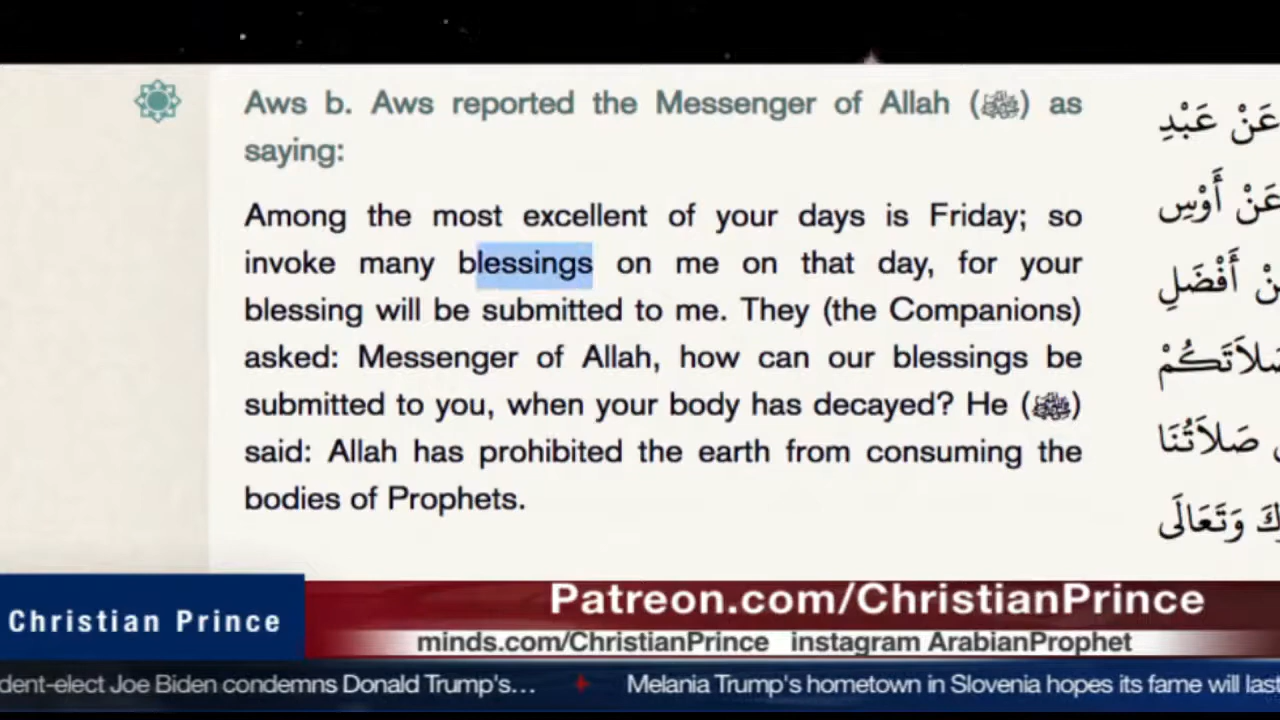 Aws b. Aws reported the Messenger of Allah (ﷺ) as
saying:
Among the most excellent of your days is Friday; so
invoke many blessings on me on that day, for your
blessing will be submitted to me. They (the Companions)
asked: Messenger of Allah, how can our blessings be
submitted to you, when your body has decayed? He (ﷺ)
said: Allah has prohibited the earth from consuming the
bodies of Prophets.
عَنْ عَبْدِ
عَنْ أَوْسِ
نْ أَفْضَلِ
صَلاَتَكُمْ
صَلاَتُنَا
وَتَعَالَى
Christian Prince
Patreon.com/ChristianPrince
minds.com/ChristianPrince instagram ArabianProphet
dent-elect Joe Biden condemns Donald Trump's... Melania Trump's hometown in Slovenia hopes its fame will last